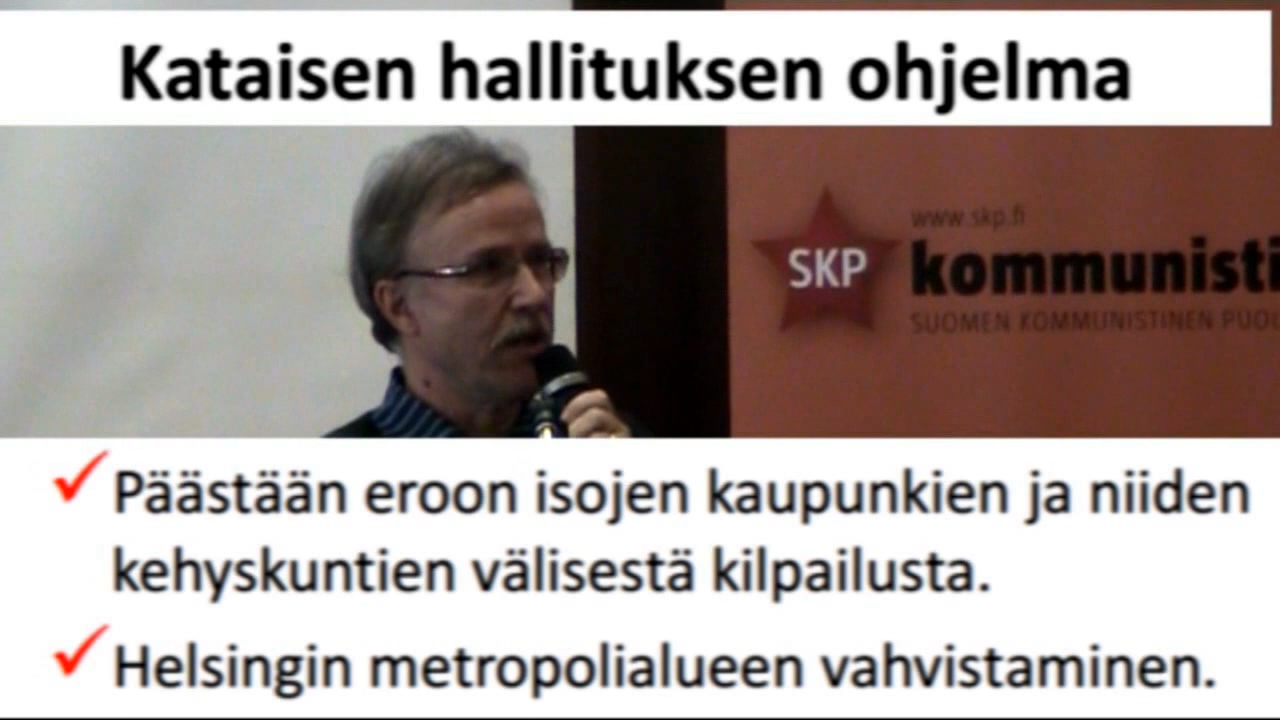 Kataisen hallituksen ohjelma
www.skp.fi
SKP
kommunisti
SUOMEN KOMMUNISTINEN
Päästään eroon isojen kaupunkien ja niiden
kehyskuntien välisestä kilpailusta.
Helsingin metropolialueen vahvistaminen.